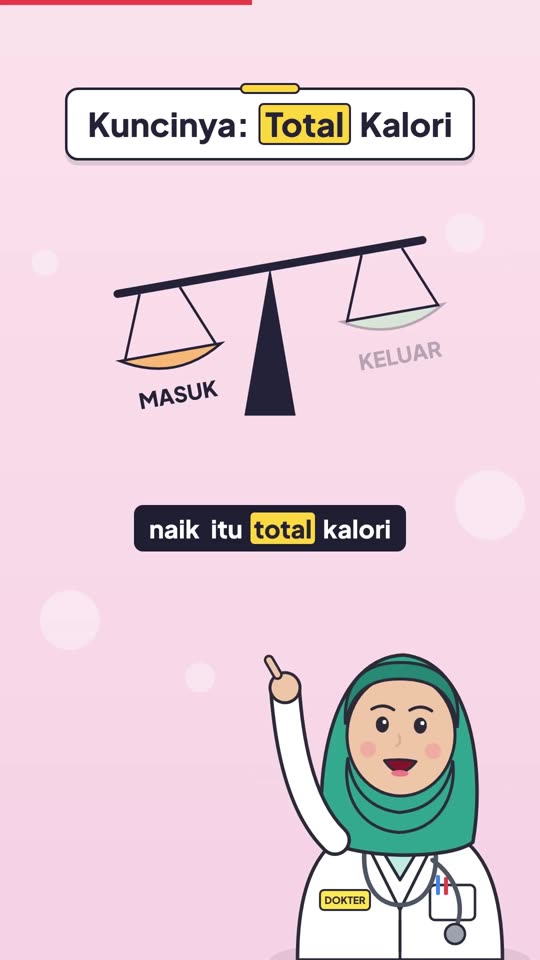 Kuncinya: Total Kalori
KELUAR
MASUK
naik itu total kalori
DOKTER